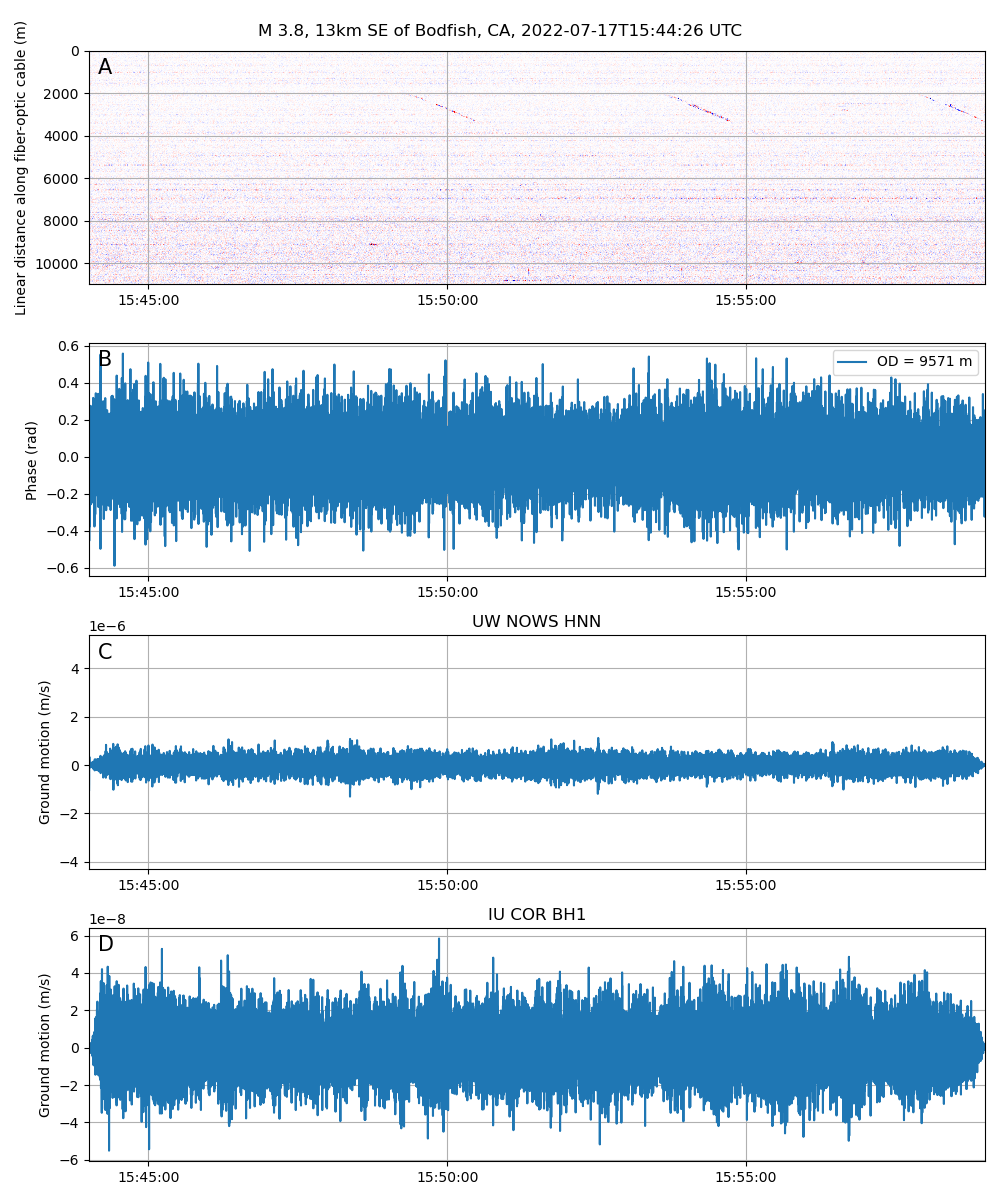 M 3.8, 13km SE of Bodfish, CA, 2022-07-17T15:44:26 UTC
Linear distance along fiber-optic cable (m)
A
0
2000
4000
6000
8000
10000
15:45:00 15:50:00 15:55:00
B
OD = 9571 m
Phase (rad)
0.6
0.4
0.2
0.0
−0.2
−0.4
−0.6
15:45:00 15:50:00 15:55:00
UW NOWS HNN
1e−6
C
Ground motion (m/s)
4
2
0
−2
−4
15:45:00 15:50:00 15:55:00
IU COR BH1
1e−8
D
Ground motion (m/s)
6
4
2
0
−2
−4
−6
15:45:00 15:50:00 15:55:00